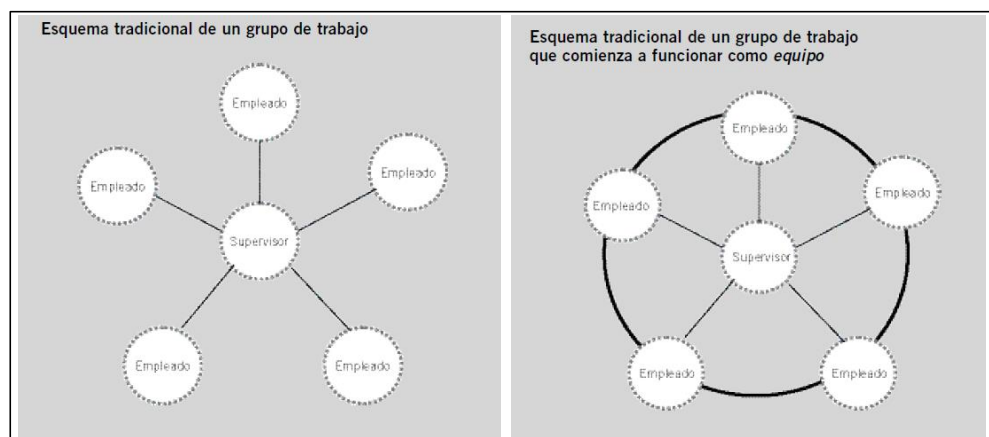 Esquema tradicional de un grupo de trabajo
Empleado
Empleado
Empleado
Supervisor
Empleado
Empleado
Esquema tradicional de un grupo de trabajo
que comienza a funcionar como equipo
Empleado
Empleado
Empleado
Supervisor
Empleado
Empleado